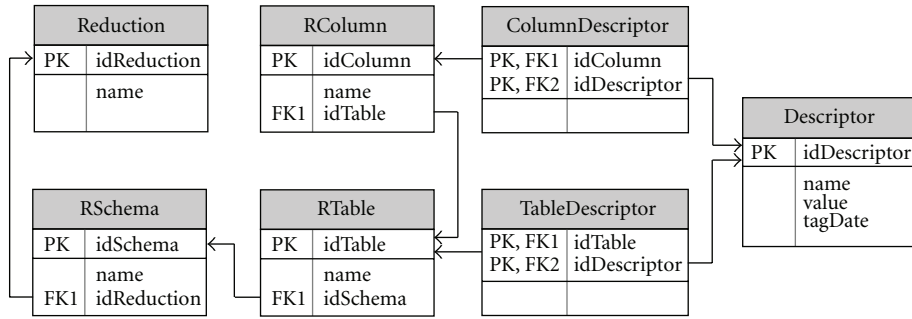 Reduction
PK idReduction
name
RColumn
PK idColumn
name
FK1 idTable
ColumnDescriptor
PK, FK1 idColumn
PK, FK2 idDescriptor
Descriptor
PK idDescriptor
name
value
tagDate
RSchema
PK idSchema
name
FK1 idReduction
RTable
PK idTable
name
FK1 idSchema
TableDescriptor
PK, FK1 idTable
PK, FK2 idDescriptor